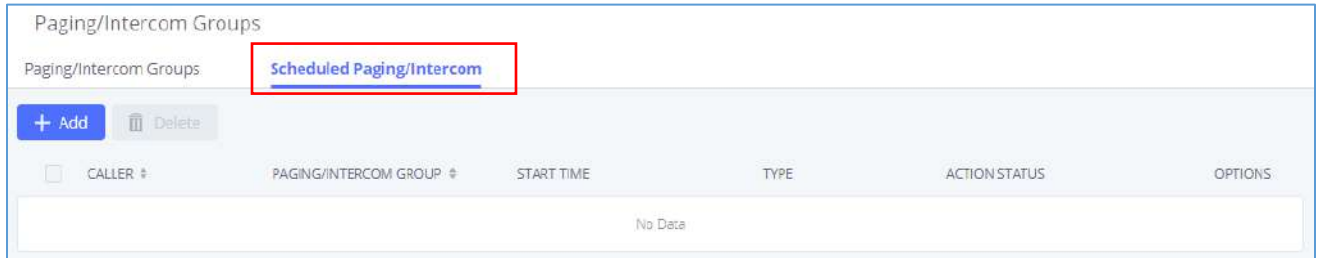 Paging/Intercom Groups
Paging/Intercom Groups Scheduled Paging/Intercom
+ Add Delete
CALLER PAGING/INTERCOM GROUP START TIME TYPE ACTION STATUS OPTIONS
No Data